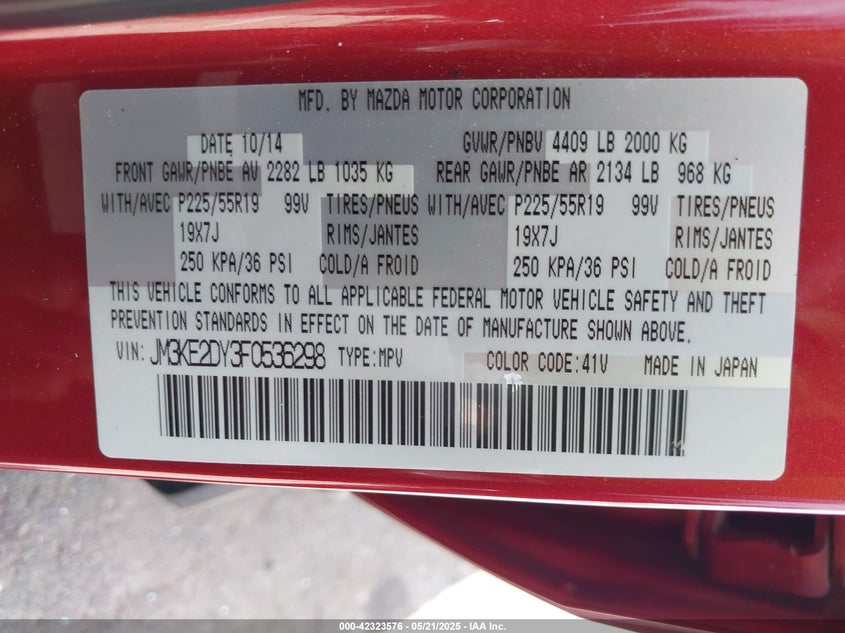 MFD. BY MAZDA MOTOR CORPORATION
DATE 10/14 GVWR/PNBV 4409 LB 2000 KG
FRONT GAWR/PNBE AV 2282 LB 1035 KG REAR GAWR/PNBE AR 2134 LB 968 KG
WITH/AVEC P225/55R19 99V TIRES/PNEUS WITH/AVEC P225/55R19 99V TIRES/PNEUS
19X7J RIMS/JANTES 19X7J RIMS/JANTES
250 KPA/36 PSI COLD/A FROID 250 KPA/36 PSI COLD/A FROID
THIS VEHICLE CONFORMS TO ALL APPLICABLE FEDERAL MOTOR VEHICLE SAFETY AND THEFT
PREVENTION STANDARDS IN EFFECT ON THE DATE OF MANUFACTURE SHOWN ABOVE.
VIN: JM3KE2DY3F0536298 TYPE:MPV COLOR CODE:41V MADE IN JAPAN
000-42323576 - 05/21/2025 - IAA Inc.